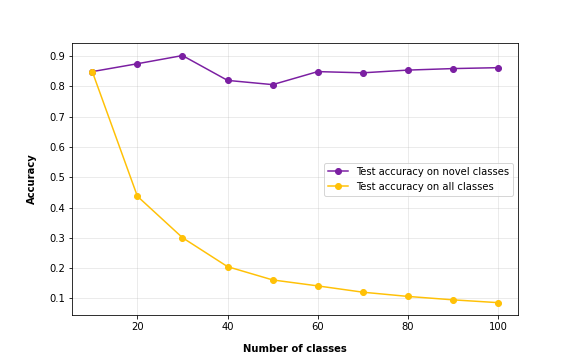 0.9
0.8
0.7
0.6
0.5
0.4
0.3
0.2
0.1
Accuracy
Test accuracy on novel classes
Test accuracy on all classes
20 40 60 80 100
Number of classes